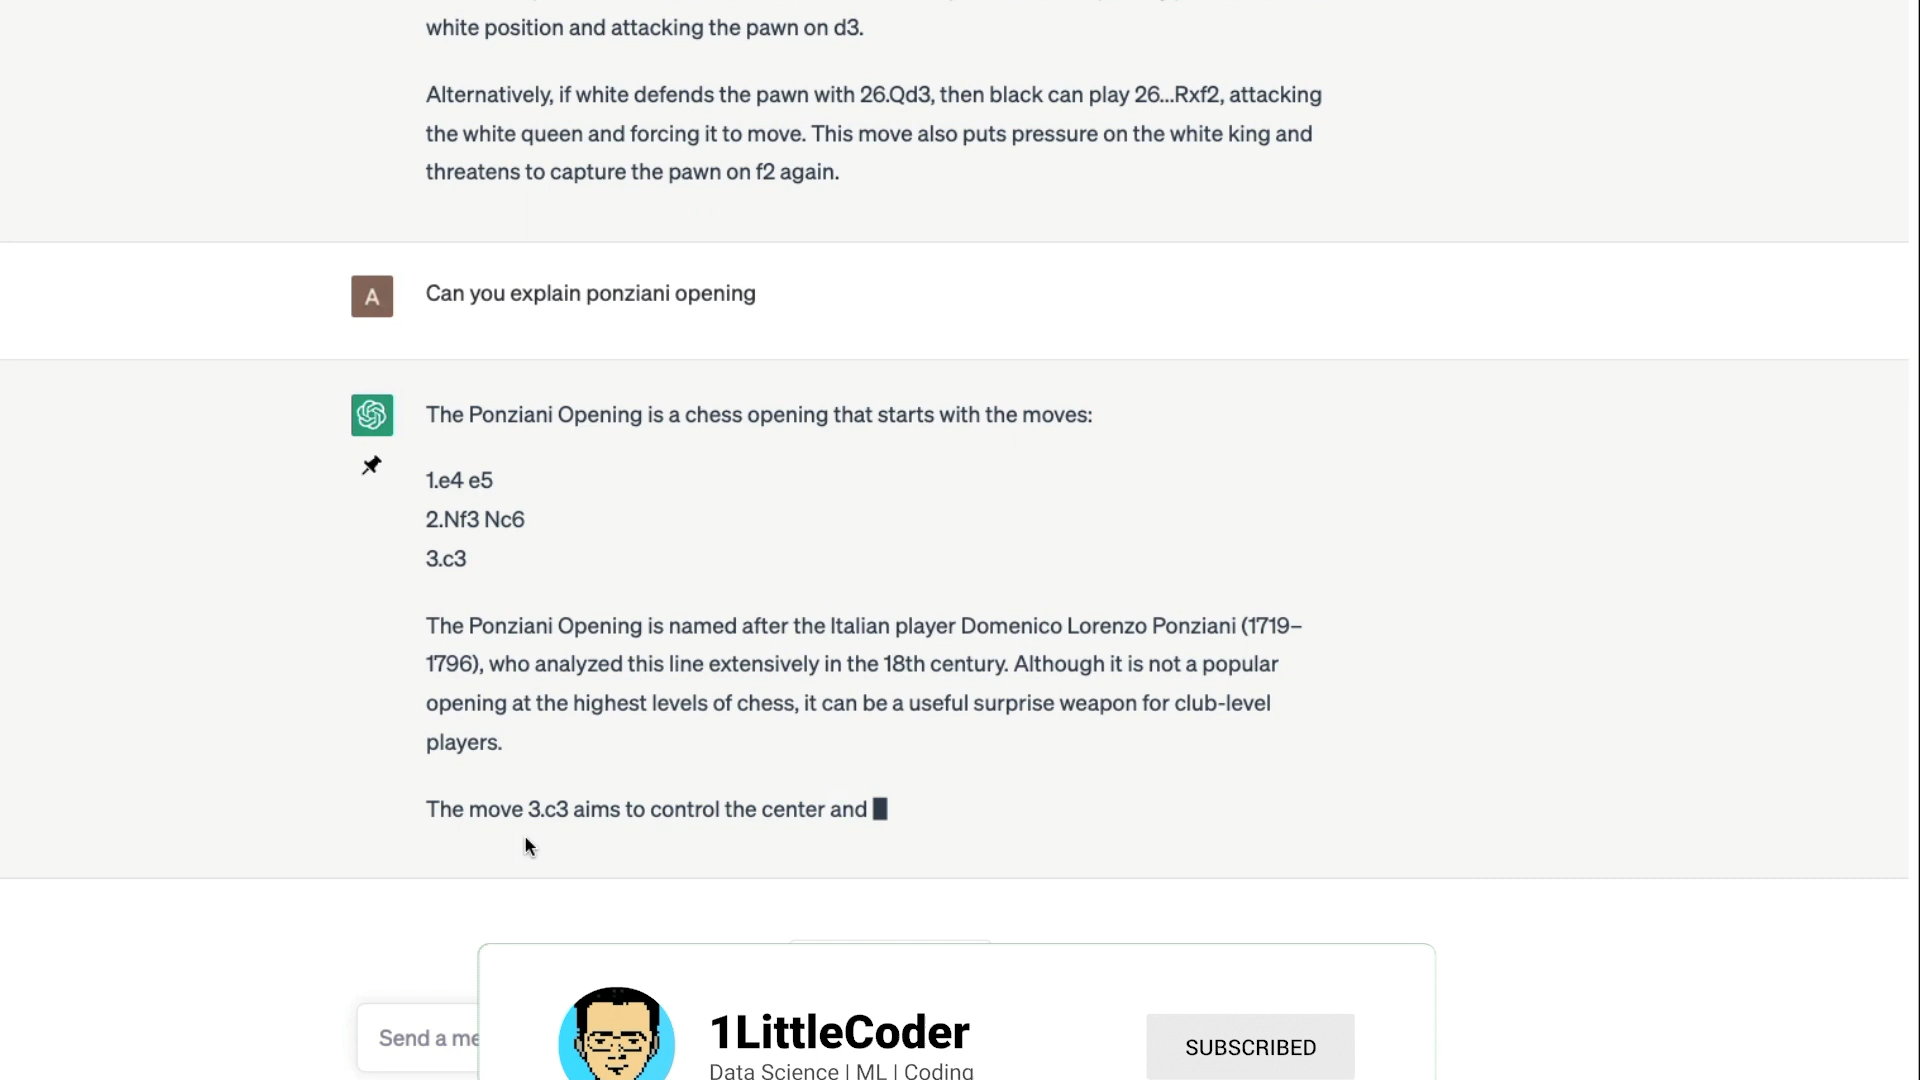 white position and attacking the pawn on d3.
Alternatively, if white defends the pawn with 26.Qd3, then black can play 26...Rxf2, attacking
the white queen and forcing it to move. This move also puts pressure on the white king and
threatens to capture the pawn on f2 again.
A
Can you explain ponziani opening
The Ponziani Opening is a chess opening that starts with the moves:
1.e4 e5
2.Nf3 Nc6
3.c3
The Ponziani Opening is named after the Italian player Domenico Lorenzo Ponziani (1719–
1796), who analyzed this line extensively in the 18th century. Although it is not a popular
opening at the highest levels of chess, it can be a useful surprise weapon for club-level
players.
The move 3.c3 aims to control the center and
Send a me
1LittleCoder
SUBSCRIBED
Data Science | ML | Coding